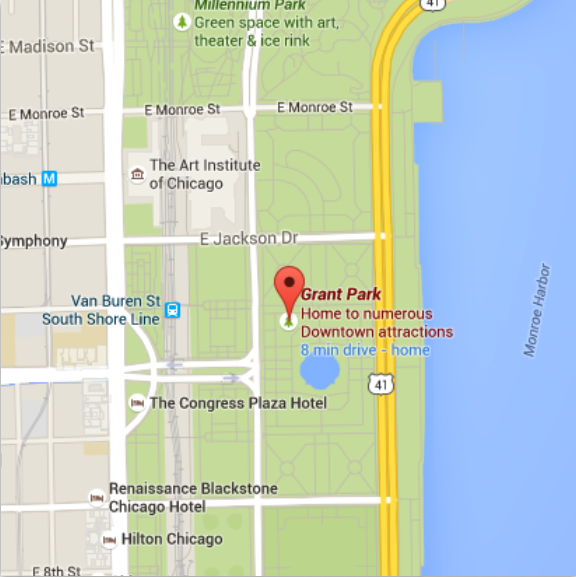 41
Millennium Park
Green space with art,
theater & ice rink
E Madison St
E Monroe St
E Monroe St
E Monroe St
The Art Institute
of Chicago
M
E Jackson Dr
Symphony
Grant Park
Home to numerous
Downtown attractions
8 min drive - home
Van Buren St
South Shore Line
Monroe Harbor
41
The Congress Plaza Hotel
Renaissance Blackstone
Chicago Hotel
Hilton Chicago
E 8th St